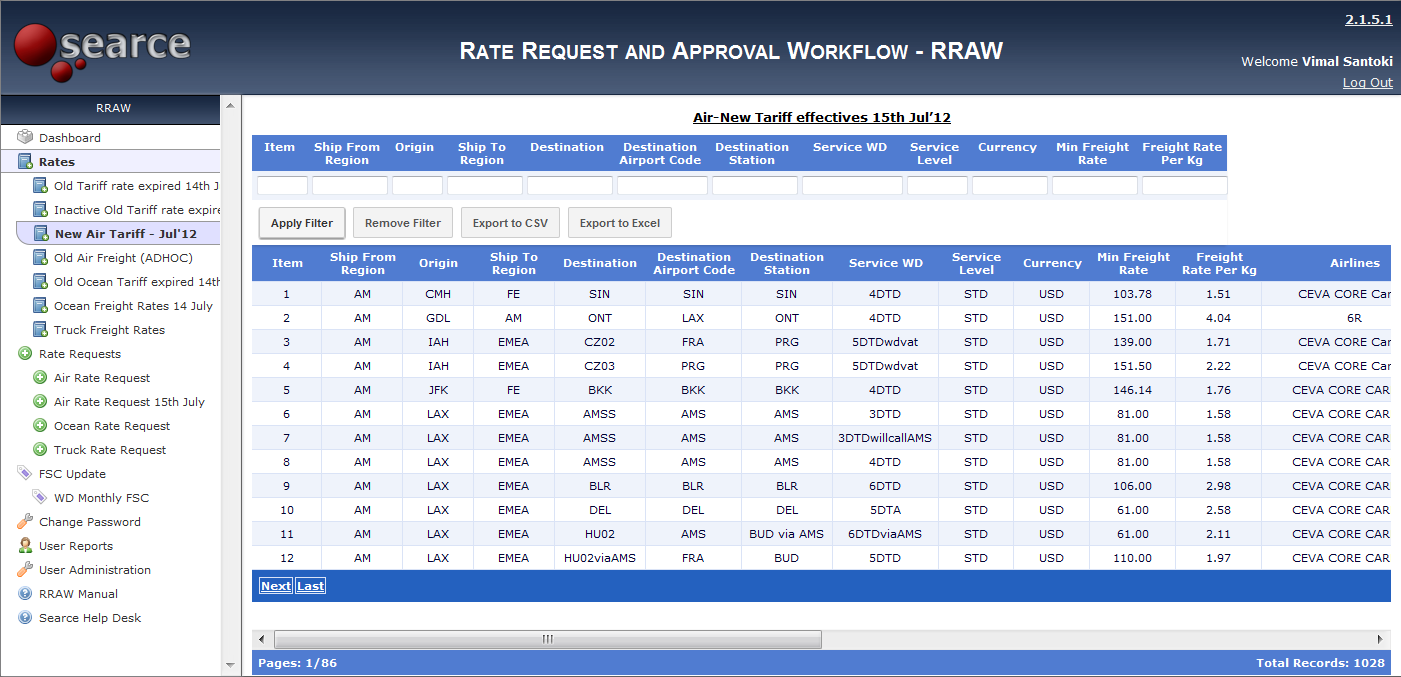 2.1.5.1
searce
RATE REQUEST AND APPROVAL WORKFLOW - RRAW
Welcome Vimal Santoki
Log Out
RRAW
Dashboard
Rates
Old Tariff rate expired 14th J
Inactive Old Tariff rate expire
New Air Tariff - Jul'12
Old Air Freight (ADHOC)
Old Ocean Tariff expired 14th
Ocean Freight Rates 14 July
Truck Freight Rates
Rate Requests
Air Rate Request
Air Rate Request 15th July
Ocean Rate Request
Truck Rate Request
FSC Update
WD Monthly FSC
Change Password
User Reports
User Administration
RRAW Manual
Searce Help Desk
Air-New Tariff effectives 15th Jul'12
Item Ship From Region Origin Ship To Region Destination Destination Airport Code Destination Station Service WD Service Level Currency Min Freight Rate Freight Rate Per Kg
Apply Filter Remove Filter Export to CSV Export to Excel
Item Ship From Region Origin Ship To Region Destination Destination Airport Code Destination Station Service WD Service Level Currency Min Freight Rate Freight Rate Per Kg Airlines
1 AM CMH FE SIN SIN SIN 4DTD STD USD 103.78 1.51 CEVA CORE Car
2 AM GDL AM ONT LAX ONT 4DTD STD USD 151.00 4.04 6R
3 AM IAH EMEA CZ02 FRA PRG 5DTDwdvat STD USD 139.00 1.71 CEVA CORE Car
4 AM IAH EMEA CZ03 PRG PRG 5DTDwdvat STD USD 151.50 2.22 CEVA CORE Car
5 AM JFK FE BKK BKK BKK 4DTD STD USD 146.14 1.76 CEVA CORE CAR
6 AM LAX EMEA AMSS AMS AMS 3DTD STD USD 81.00 1.58 CEVA CORE CAR
7 AM LAX EMEA AMSS AMS AMS 3DTDwillcallAMS STD USD 81.00 1.58 CEVA CORE CAR
8 AM LAX EMEA AMSS AMS AMS 4DTD STD USD 81.00 1.58 CEVA CORE CAR
9 AM LAX EMEA BLR BLR BLR 6DTD STD USD 106.00 2.98 CEVA CORE CAR
10 AM LAX EMEA DEL DEL DEL 5DTA STD USD 61.00 2.58 CEVA CORE CAR
11 AM LAX EMEA HU02 AMS BUD via AMS 6DTDviaAMS STD USD 61.00 2.11 CEVA CORE CAR
12 AM LAX EMEA HU02viaAMS FRA BUD 5DTD STD USD 110.00 1.97 CEVA CORE CAR
Next Last
Pages: 1/86
Total Records: 1028